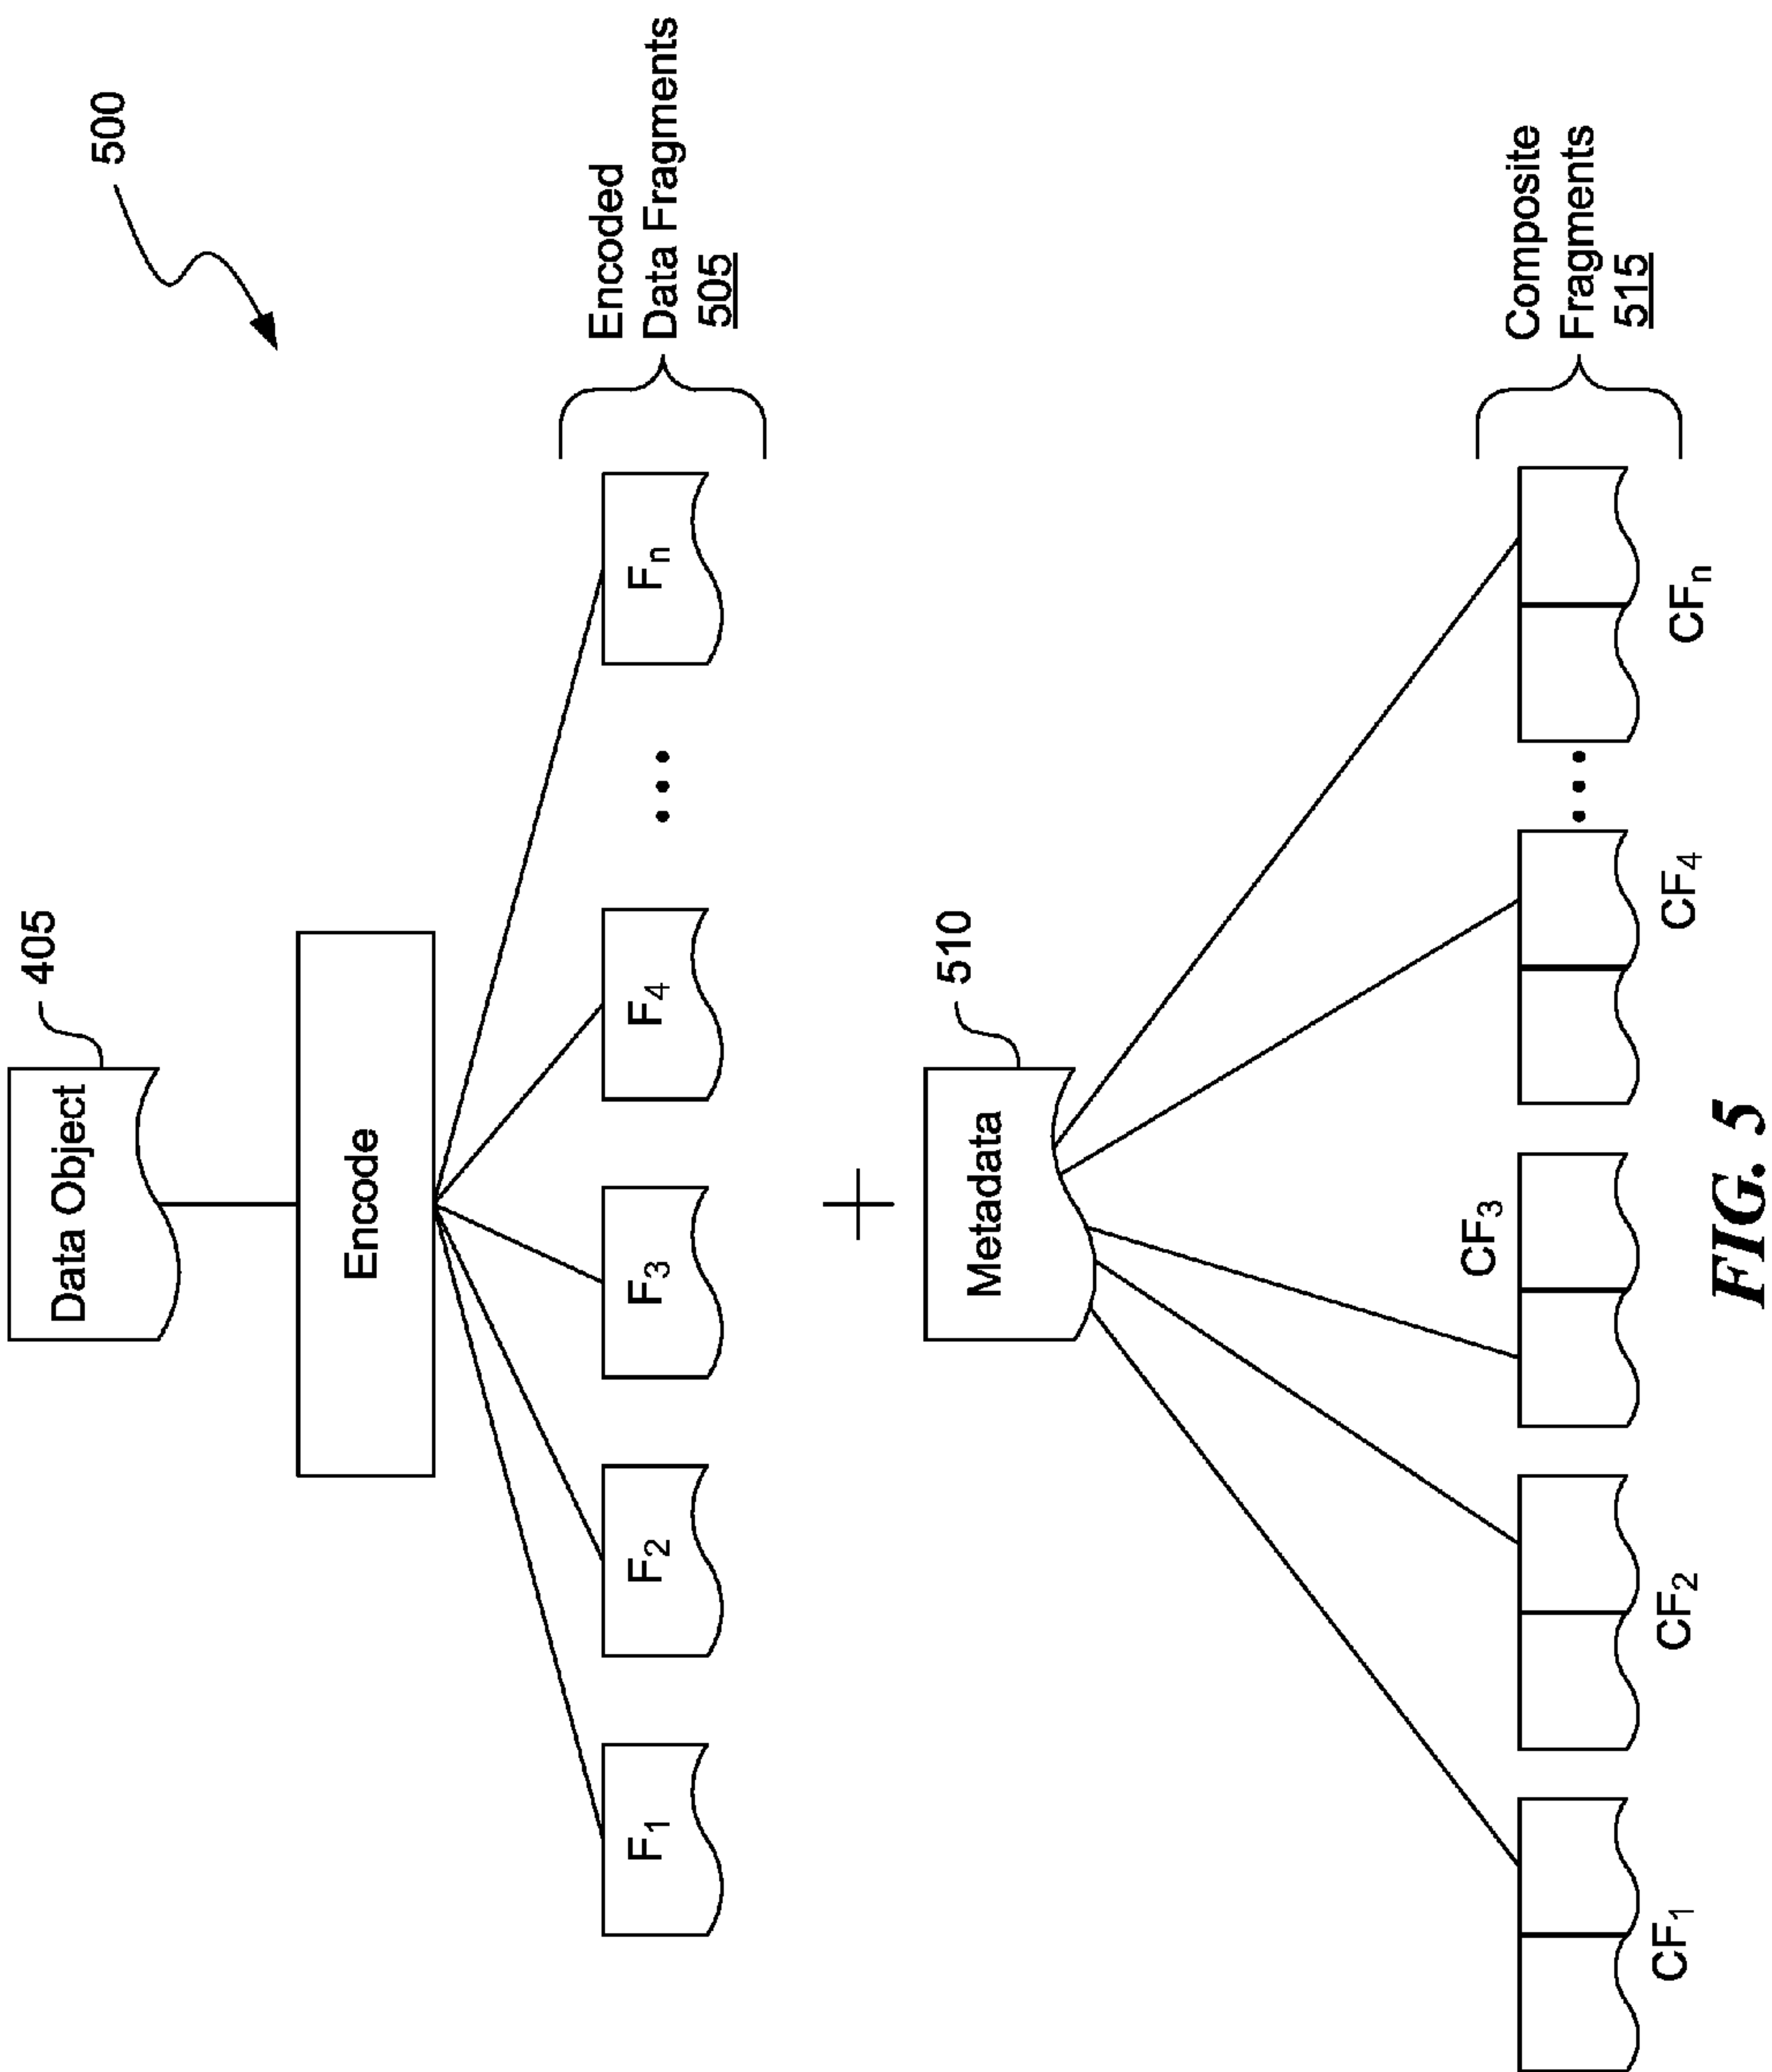 500
Data Object
405
Encode
F1
F2
F3
F4
...
Fn
Encoded
Data Fragments
505
+
Metadata
510
CF1
CF2
CF3
CF4
...
CFn
Composite
Fragments
515
FIG. 5